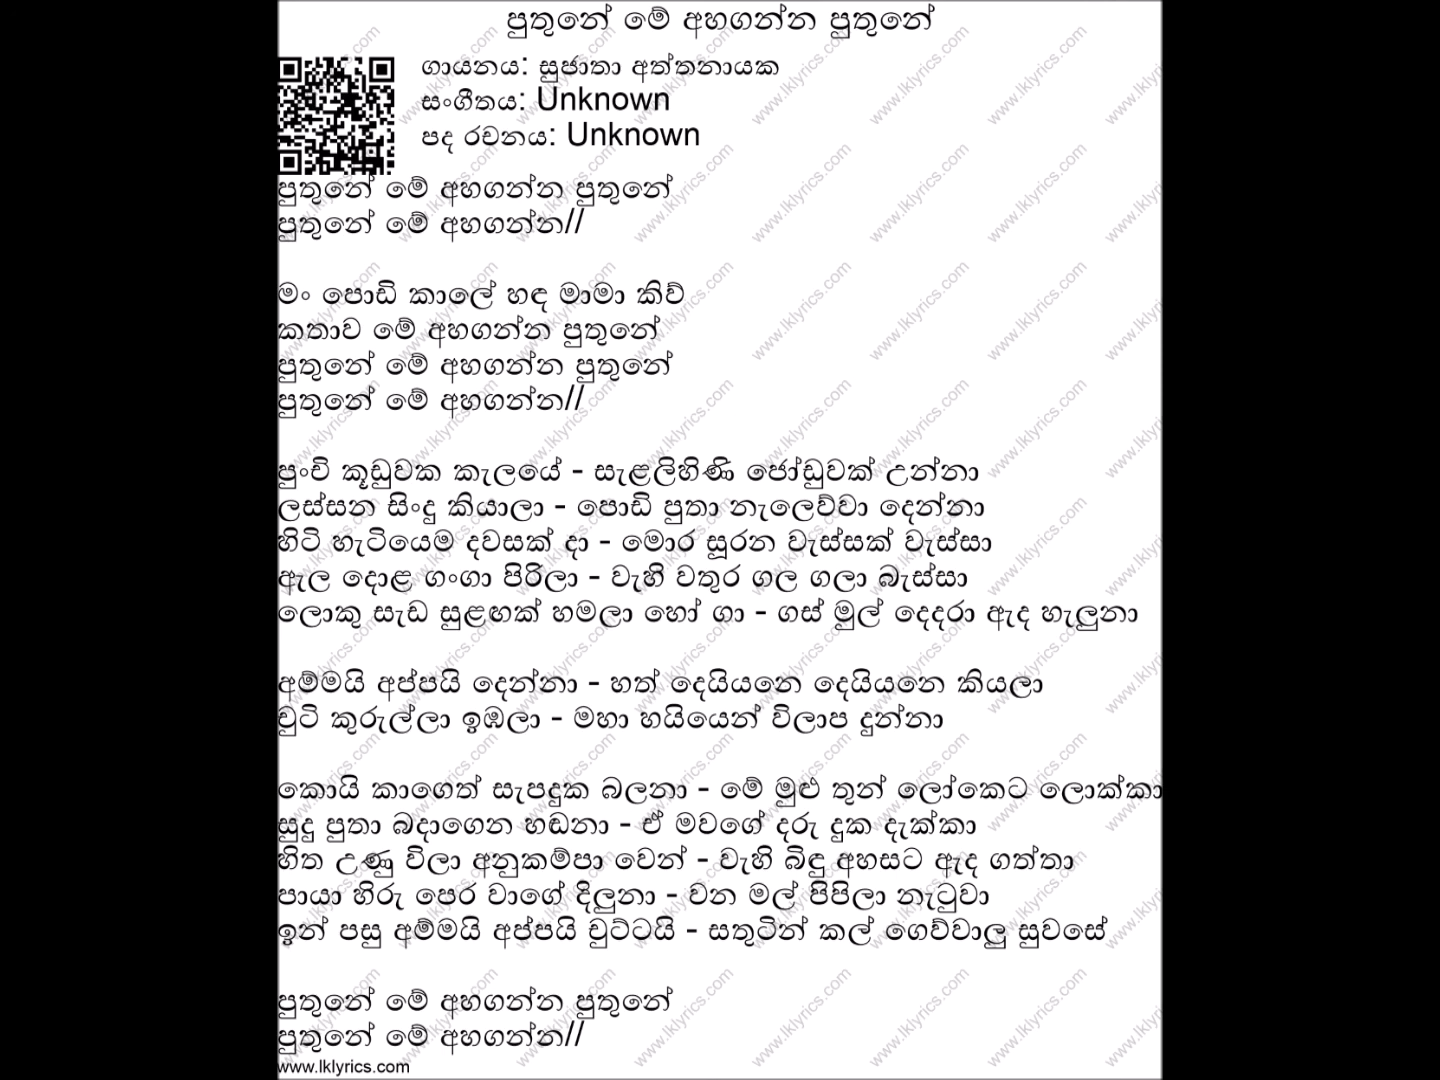 පුතුනේ මේ අහගන්න පුතුනේ
ගායනය: සුජාතා අත්තනායක
සංගීතය: Unknown
පද රචනය: Unknown
පුතුනේ මේ අහගන්න පුතුනේ
පුතුනේ මේ අහගන්න//
මං පොඩි කාලේ හඳ මාමා කිව්
කතාව මේ අහගන්න පුතුනේ
පුතුනේ මේ අහගන්න පුතුනේ
පුතුනේ මේ අහගන්න//
පුංචි කූඩුවක කැලයේ - සැළලිහිණි ජෝඩුවක් උන්නා
ලස්සන සිංදු කියාලා - පොඩි පුතා නැලෙව්වා දෙන්නා
හිටි හැටියෙම දවසක් දා - මොර සූරන වැස්සක් වැස්සා
ඇල දොළ ගංගා පිරිලා - වැහි වතුර ගල ගලා බැස්සා
ලොකු සැඩ සුළඟක් හමලා හෝ ගා - ගස් මුල් දෙදරා ඇද හැලුනා
අම්මයි අප්පයි දෙන්නා - හත් දෙයියනෙ දෙයියනෙ කියලා
චුටි කුරුල්ලා ඉඹලා - මහා හයියෙන් විලාප දුන්නා
කොයි කාගෙත් සැපදුක බලනා - මේ මුළු තුන් ලෝකෙට ලොක්කා
සුදු පුතා බදාගෙන හඬනා - ඒ මවගේ දරු දුක දැක්කා
හිත උණු විලා අනුකම්පා වෙන් - වැහි බිඳු අහසට ඇද ගත්තා
පායා හිරු පෙර වාගේ දිලුනා - වන මල් පිපිලා නැටුවා
ඉන් පසු අම්මයි අප්පයි චුට්ටයි - සතුටින් කල් ගෙව්වාලු සුවසේ
පුතුනේ මේ අහගන්න පුතුනේ
පුතුනේ මේ අහගන්න//
www.lklyrics.com